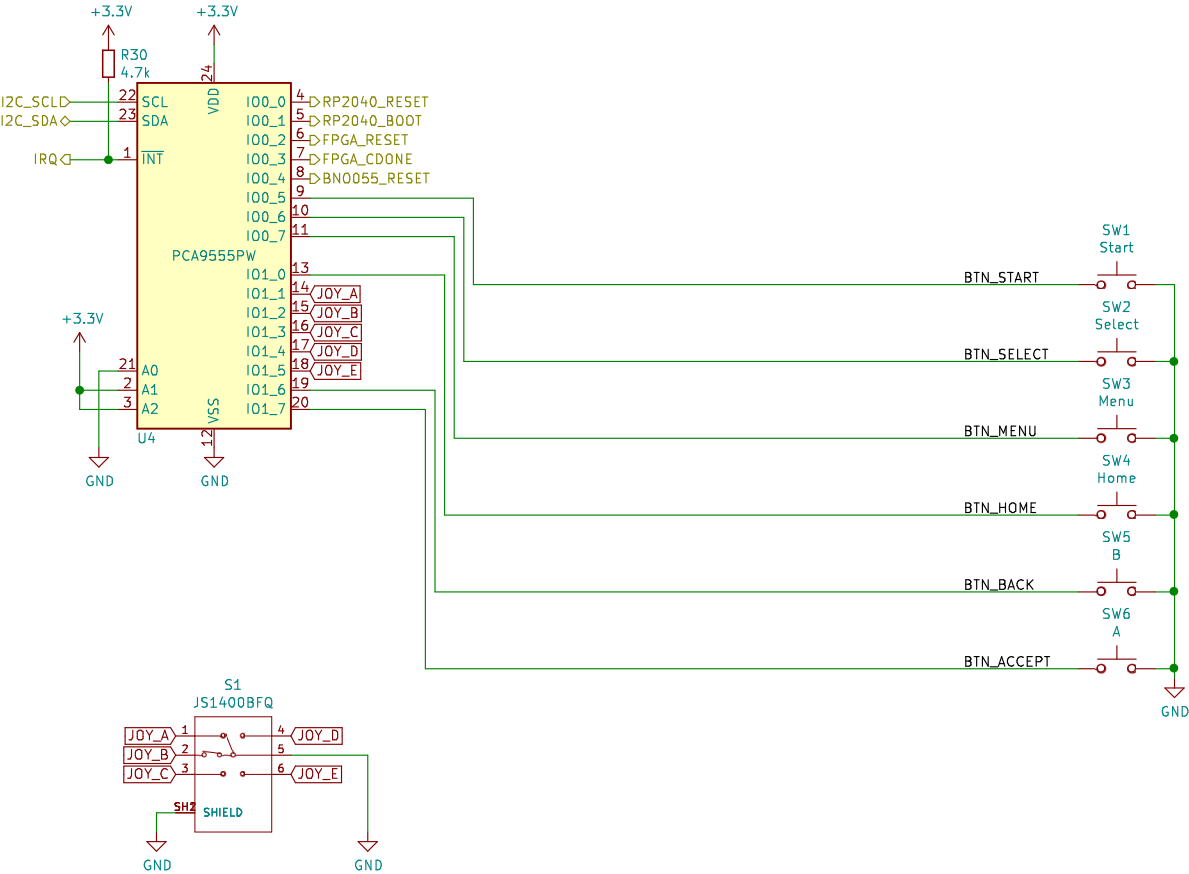 +3.3V
+3.3V
R30
4.7k
24
VDD
I2C_SCL
22
SCL
IO0_0
4
RP2040_RESET
I2C_SDA
23
SDA
IO0_1
5
RP2040_BOOT
IO0_2
6
FPGA_RESET
IRQ
1
INT
IO0_3
7
FPGA_CDONE
IO0_4
8
BNO055_RESET
IO0_5
9
IO0_6
10
IO0_7
11
PCA9555PW
IO1_0
13
IO1_1
14
JOY_A
IO1_2
15
JOY_B
IO1_3
16
JOY_C
IO1_4
17
JOY_D
+3.3V
21
A0
IO1_5
18
JOY_E
2
A1
IO1_6
19
3
A2
IO1_7
20
VSS
12
U4
GND
GND
SW1
Start
BTN_START
SW2
Select
BTN_SELECT
SW3
Menu
BTN_MENU
SW4
Home
BTN_HOME
SW5
B
BTN_BACK
SW6
A
BTN_ACCEPT
GND
S1
JS1400BFQ
JOY_A
1
4
JOY_D
JOY_B
2
5
JOY_C
3
6
JOY_E
SHIELD
GND
GND